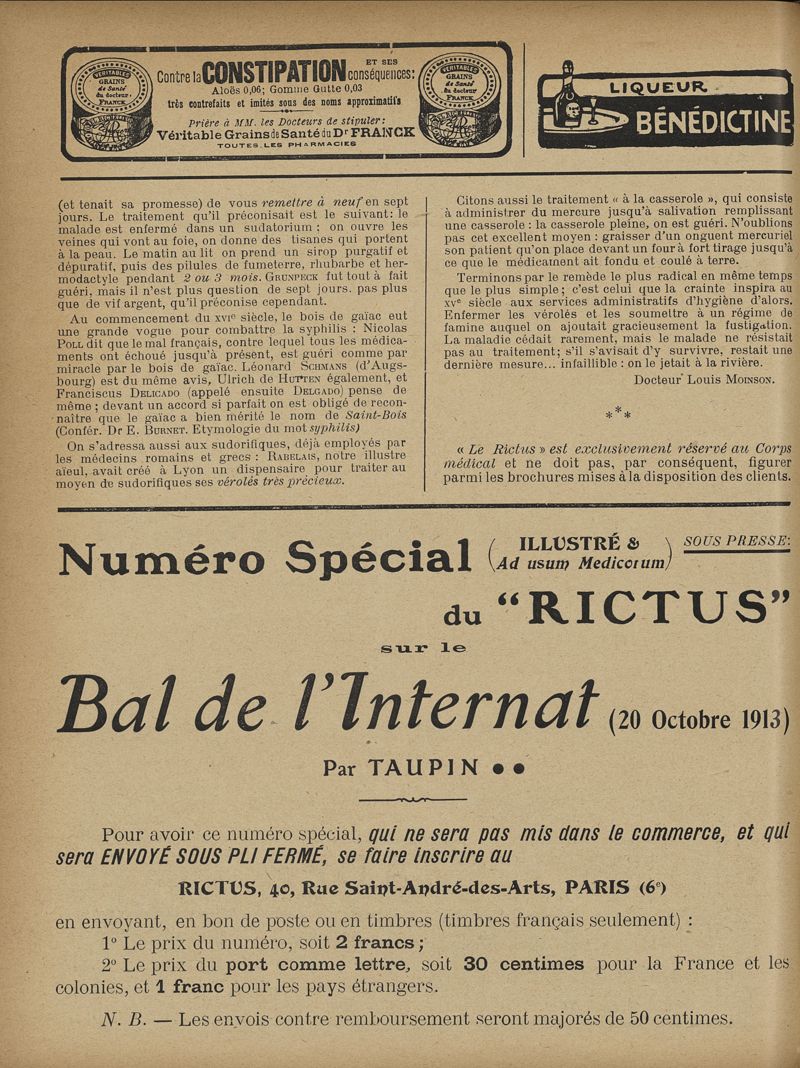 VÉRITABLES
GRAINS
de Santé
du docteur
FRANCK
Contre la CONSTIPATION ET SES conséquences:
Aloës 0,06; Gomme Gutte 0,03
très contrefaits et imités sous des noms approximatifs
Prière à MM. les Docteurs de stipuler:
Véritable Grains de Santé du Dr FRANCK
TOUTES LES PHARMACIES
VÉRITABLES
GRAINS
de Santé
du docteur
FRANCK
LIQUEUR
BÉNÉDICTINE
(et tenait sa promesse) de vous remettre à neuf en sept
jours. Le traitement qu'il préconisait est le suivant: le
malade est enfermé dans un sudatorium; on ouvre les
veines qui vont au foie, on donne des tisanes qui portent
à la peau. Le matin au lit on prend un sirop purgatif et
dépuratif, puis des pilules de fumeterre, rhubarbe et her-
modactyle pendant 2 ou 3 mois. GRUNPECK fut tout à fait
guéri, mais il n'est plus question de sept jours, pas plus
que de vif argent, qu'il préconise cependant.
Au commencement du XVIe siècle, le bois de gaïac eut
une grande vogue pour combattre la syphilis : Nicolas
POLL dit que le mal français, contre lequel tous les médica-
ments ont échoué jusqu'à présent, est guéri comme par
miracle par le bois de gaïac. Léonard SCHMANS (d'Augs-
bourg) est du même avis, Ulrich de HUTTEN également, et
Franciscus DELICADO (appelé ensuite DELGADO) pense de
même; devant un accord si parfait on est obligé de recon-
naître que le gaïac a bien mérité le nom de Saint-Bois
(Confér. Dr E. BURNET. Etymologie du mot syphilis)
On s'adressa aussi aux sudorifiques, déjà employés par
les médecins romains et grecs : RABELAIS, notre illustre
aïeul, avait créé à Lyon un dispensaire pour traiter au
moyen de sudorifiques ses vérolés très précieux.
Citons aussi le traitement « à la casserole », qui consiste
à administrer du mercure jusqu'à salivation remplissant
une casserole : la casserole pleine, on est guéri. N'oublions
pas cet excellent moyen : graisser d'un onguent mercuriel
son patient qu'on place devant un four à fort tirage jusqu'à
ce que le médicament ait fondu et coulé à terre.
Terminons par le remède le plus radical en même temps
que le plus simple; c'est celui que la crainte inspira au
XVe siècle aux services administratifs d'hygiène d'alors.
Enfermer les vérolés et les soumettre à un régime de
famine auquel on ajoutait gracieusement la fustigation.
La maladie cédait rarement, mais le malade ne résistait
pas au traitement; s'il s'avisait d'y survivre, restait une
dernière mesure... infaillible : on le jetait à la rivière.
Docteur Louis MOINSON.
***
« Le Rictus » est exclusivement réservé au Corps
médical et ne doit pas, par conséquent, figurer
parmi les brochures mises à la disposition des clients.
Numéro Spécial (ILLUSTRÉ & Ad usum Medicorum) SOUS PRESSE:
du "RICTUS"
sur le
Bal de l'Internat (20 Octobre 1913)
Par TAUPIN ● ●
Pour avoir ce numéro spécial, qui ne sera pas mis dans le commerce, et qui
sera ENVOYÉ SOUS PLI FERMÉ, se faire inscrire au
RICTUS, 40, Rue Saint-André-des-Arts, PARIS (6e)
en envoyant, en bon de poste ou en timbres (timbres français seulement) :
1° Le prix du numéro, soit 2 francs;
2° Le prix du port comme lettre, soit 30 centimes pour la France et les
colonies, et 1 franc pour les pays étrangers.
N. B. — Les envois contre remboursement seront majorés de 50 centimes.